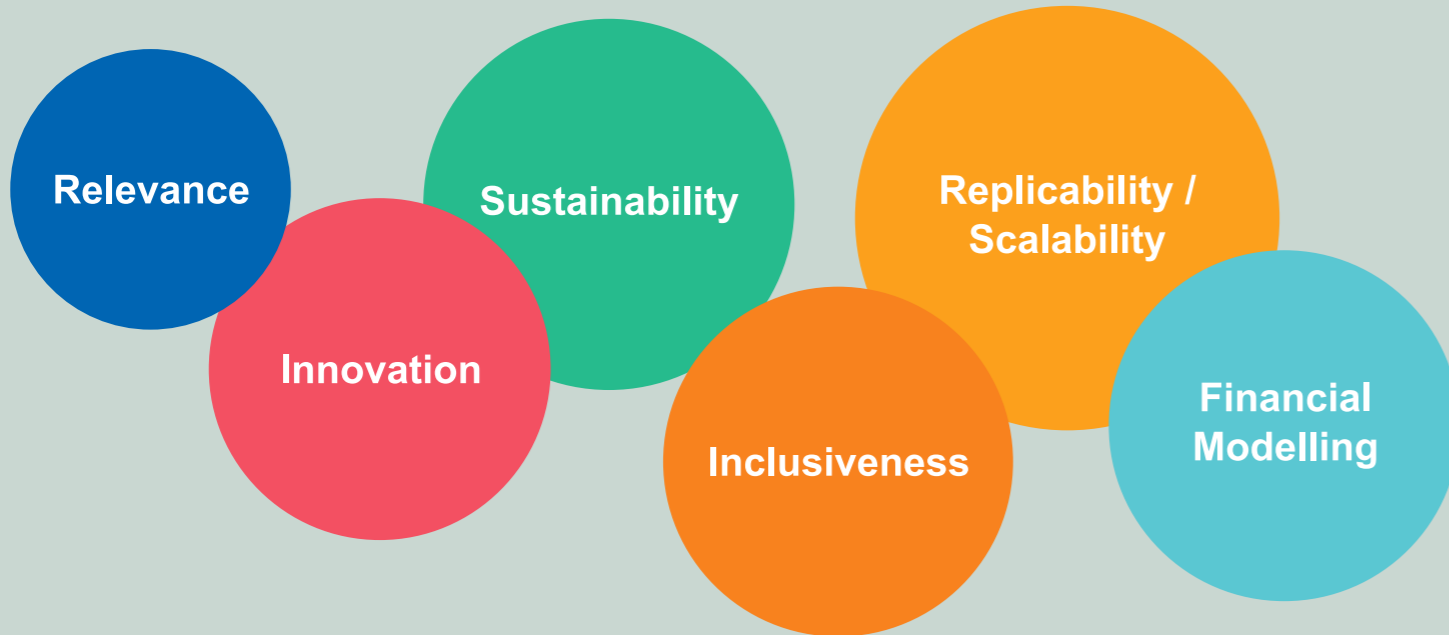 Relevance
Innovation
Sustainability
Inclusiveness
Replicability /
Scalability
Financial
Modelling